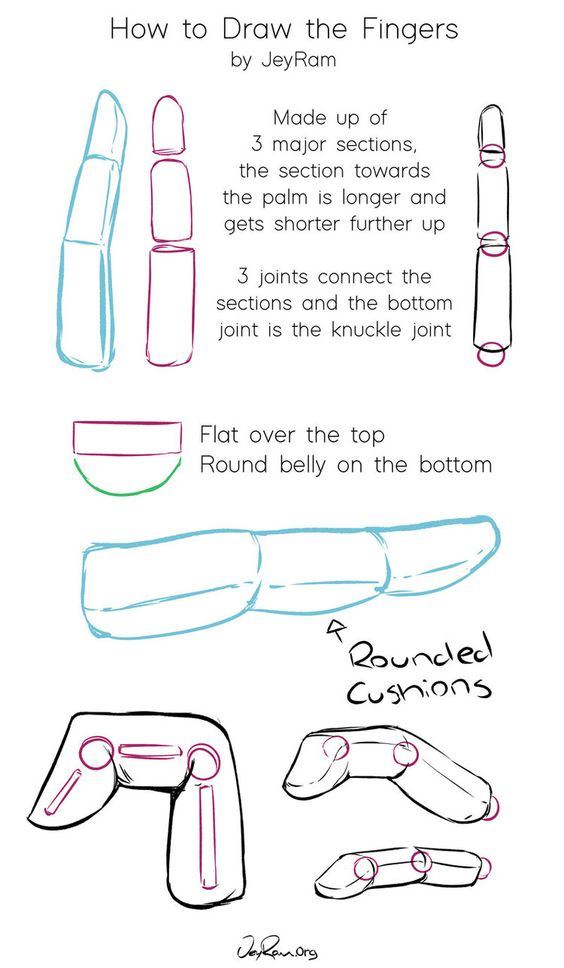 How to Draw the Fingers
by JeyRam
Made up of
3 major sections,
the section towards
the palm is longer and
gets shorter further up
3 joints connect the
sections and the bottom
joint is the knuckle joint
Flat over the top
Round belly on the bottom
Rounded
Cushions
JeyRam.org